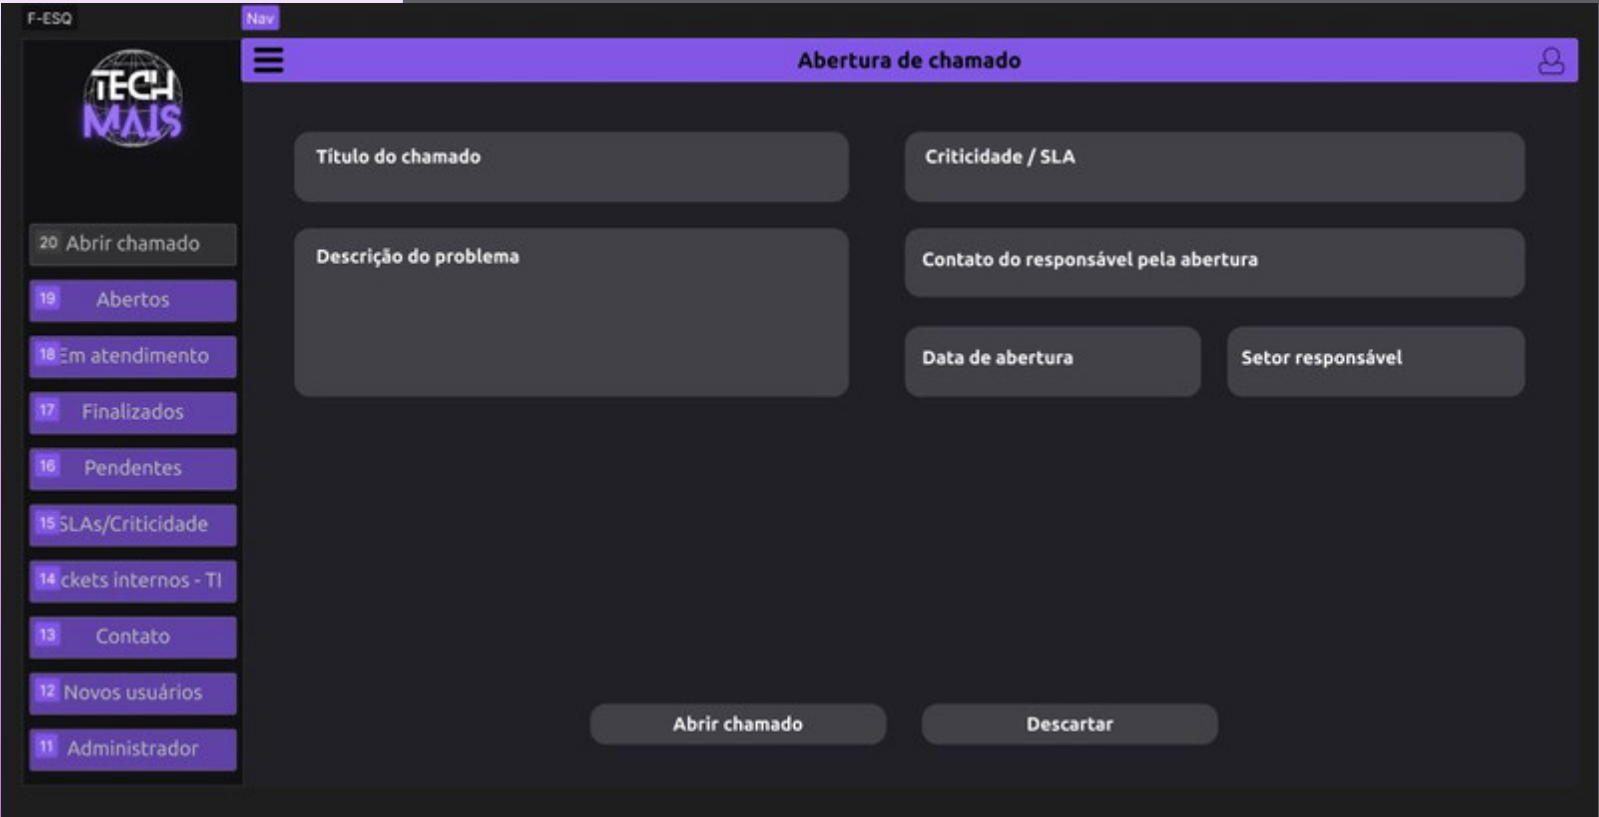 F-ESQ
Nav
TECH
MAIS
Abertura de chamado
20 Abrir chamado
19 Abertos
18 Em atendimento
17 Finalizados
16 Pendentes
15 SLAs/Criticidade
14 ckets internos - TI
13 Contato
12 Novos usuários
11 Administrador
Título do chamado
Criticidade / SLA
Descrição do problema
Contato do responsável pela abertura
Data de abertura
Setor responsável
Abrir chamado
Descartar